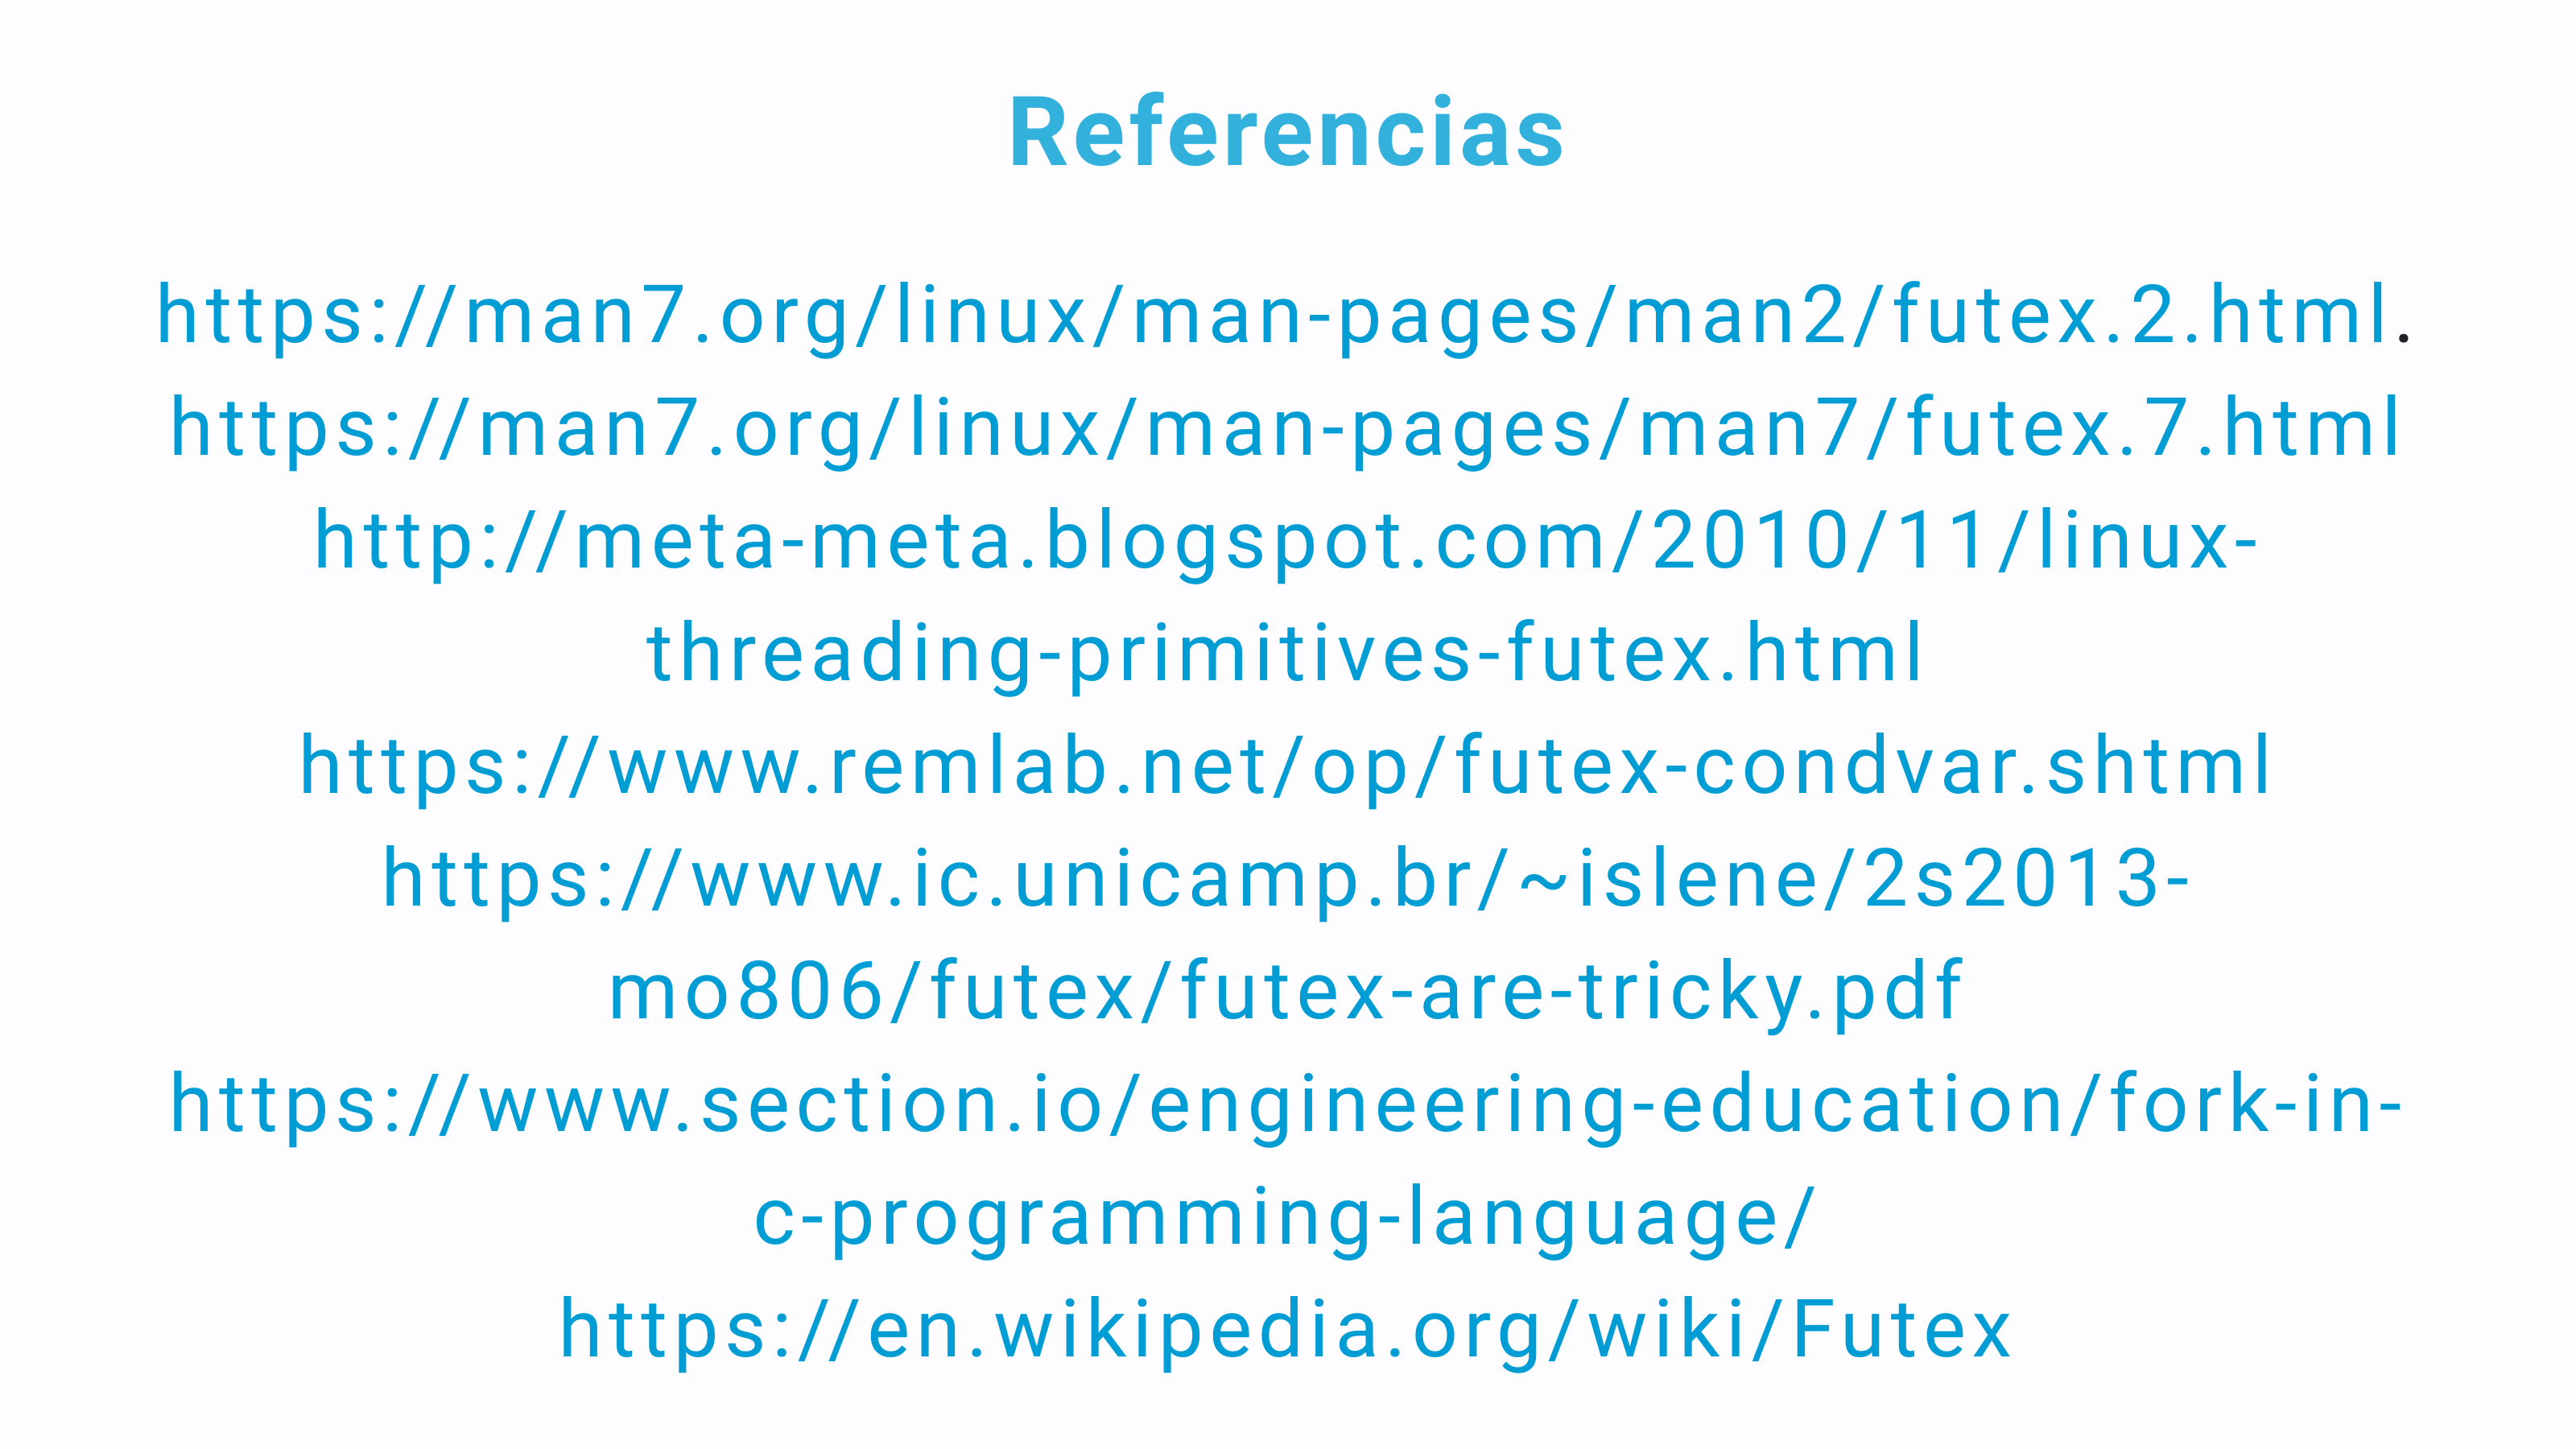 Referencias
https://man7.org/linux/man-pages/man2/futex.2.html.
https://man7.org/linux/man-pages/man7/futex.7.html
http://meta-meta.blogspot.com/2010/11/linux-
threading-primitives-futex.html
https://www.remlab.net/op/futex-condvar.shtml
https://www.ic.unicamp.br/~islene/2s2013-
mo806/futex/futex-are-tricky.pdf
https://www.section.io/engineering-education/fork-in-
c-programming-language/
https://en.wikipedia.org/wiki/Futex